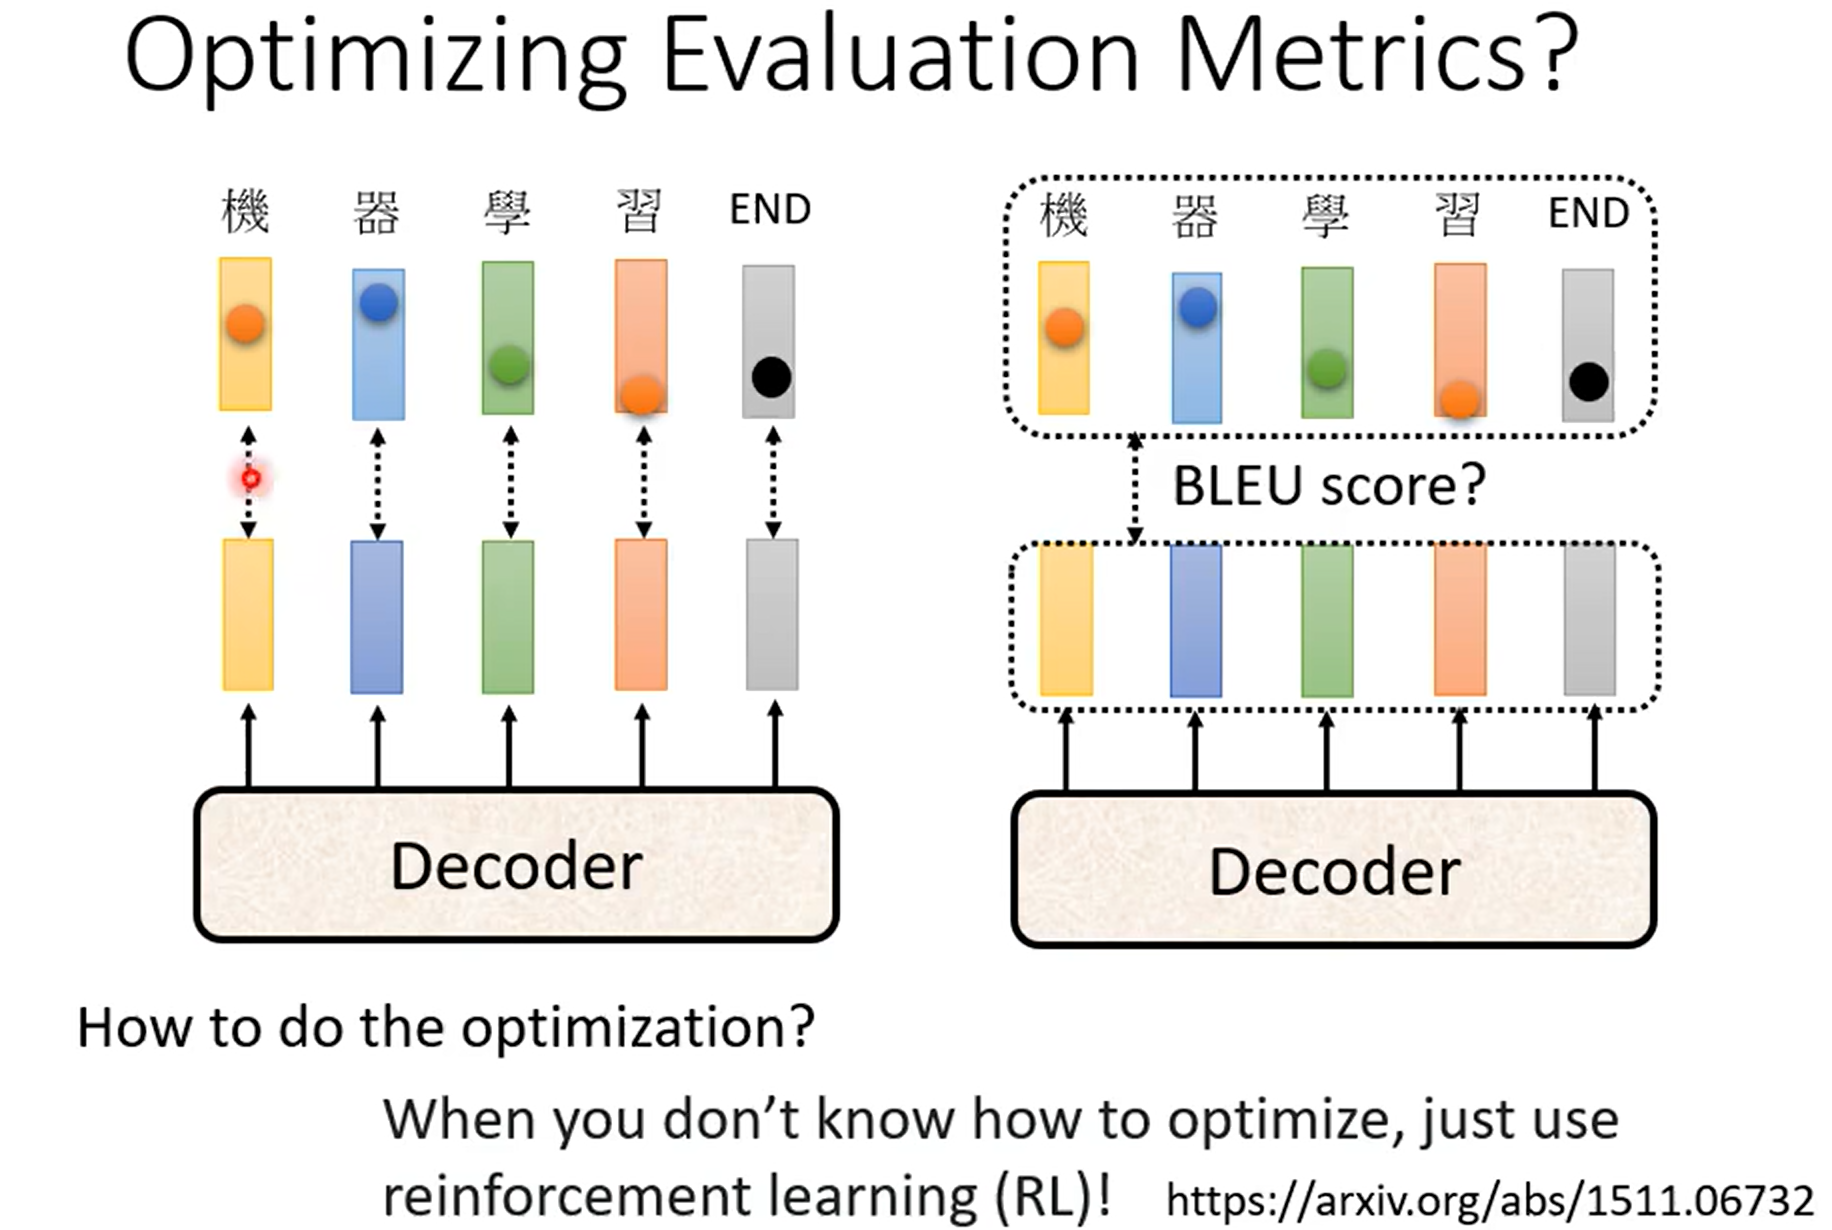 Optimizing Evaluation Metrics?
機 器 學 習 END
機 器 學 習 END
BLEU score?
Decoder
Decoder
How to do the optimization?
When you don’t know how to optimize, just use
reinforcement learning (RL)! https://arxiv.org/abs/1511.06732